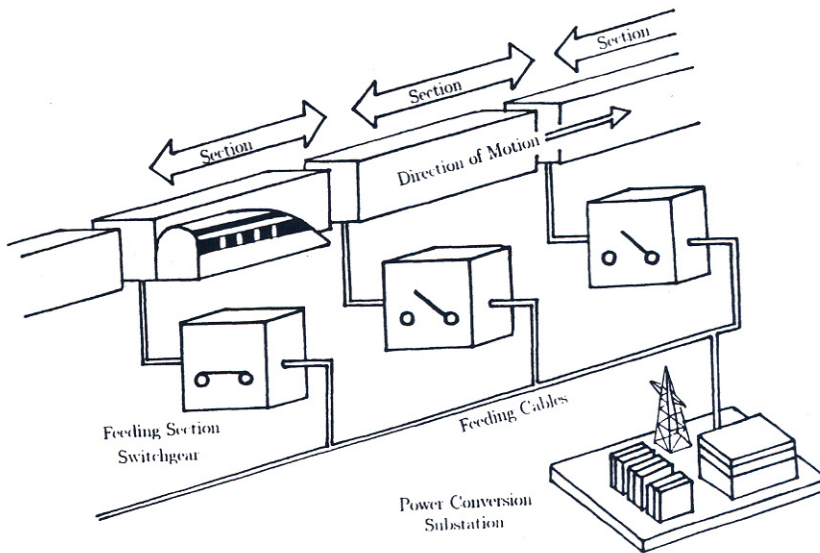 Section
Section
Section
Direction of Motion
Feeding Section
Switchgear
Feeding Cables
Power Conversion
Substation